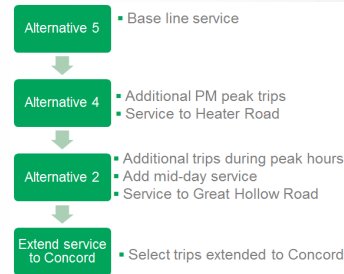 Alternative 5
▪ Base line service
Alternative 4
▪ Additional PM peak trips
▪ Service to Heater Road
Alternative 2
▪ Additional trips during peak hours
▪ Add mid-day service
▪ Service to Great Hollow Road
Extend service
to Concord
▪ Select trips extended to Concord